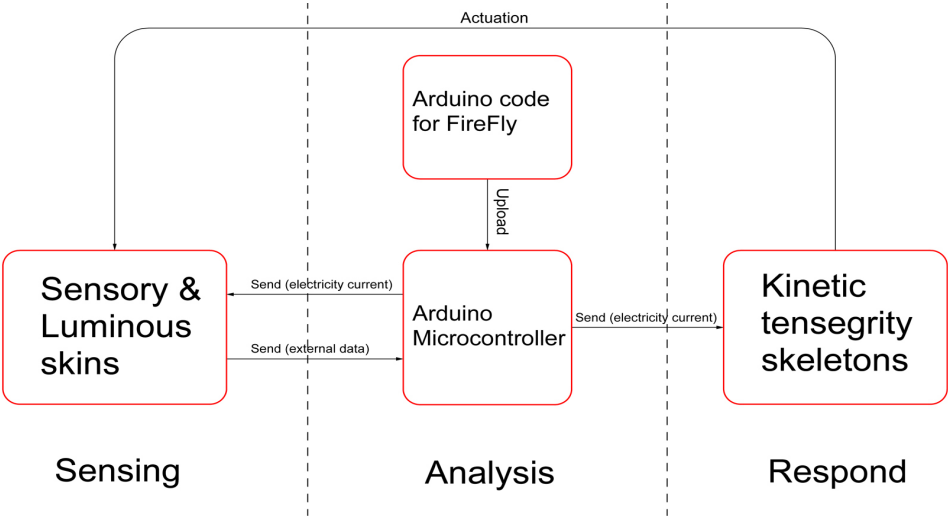 Actuation
Arduino code
for FireFly
Upload
Sensory &
Luminous
skins
Send (electricity current)
Send (external data)
Arduino
Microcontroller
Send (electricity current)
Kinetic
tensegrity
skeletons
Sensing
Analysis
Respond